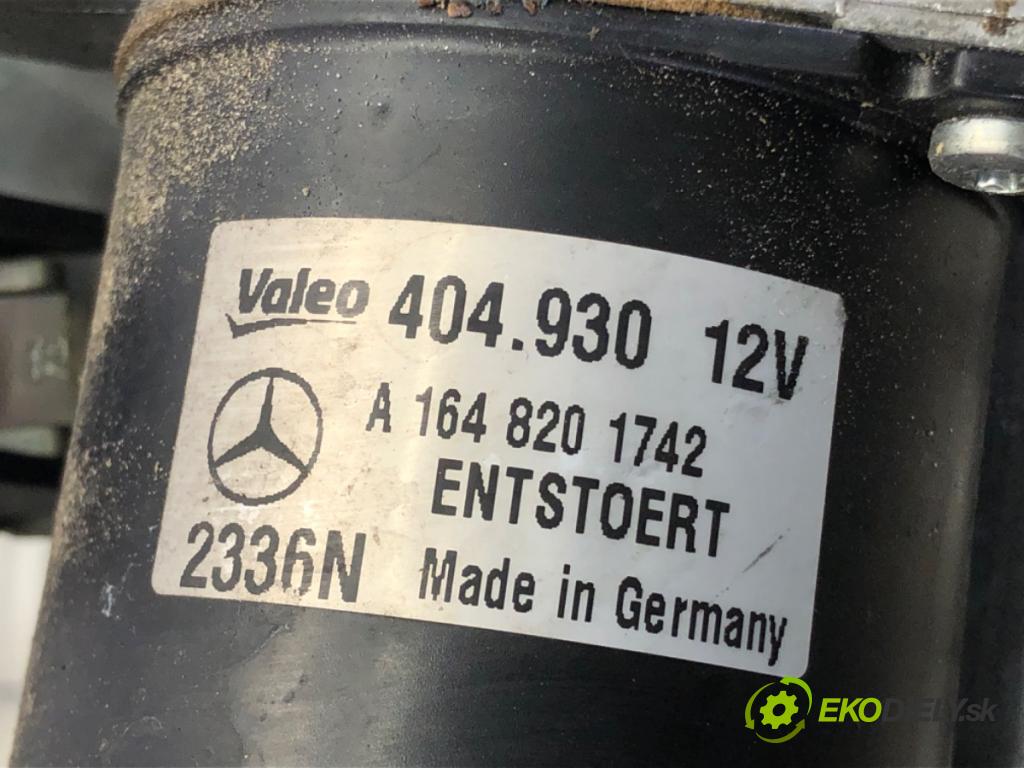 Valeo 404.930 12V
A 164 820 1742
ENTSTOERT
2336N Made in Germany
EKODIELY.sk